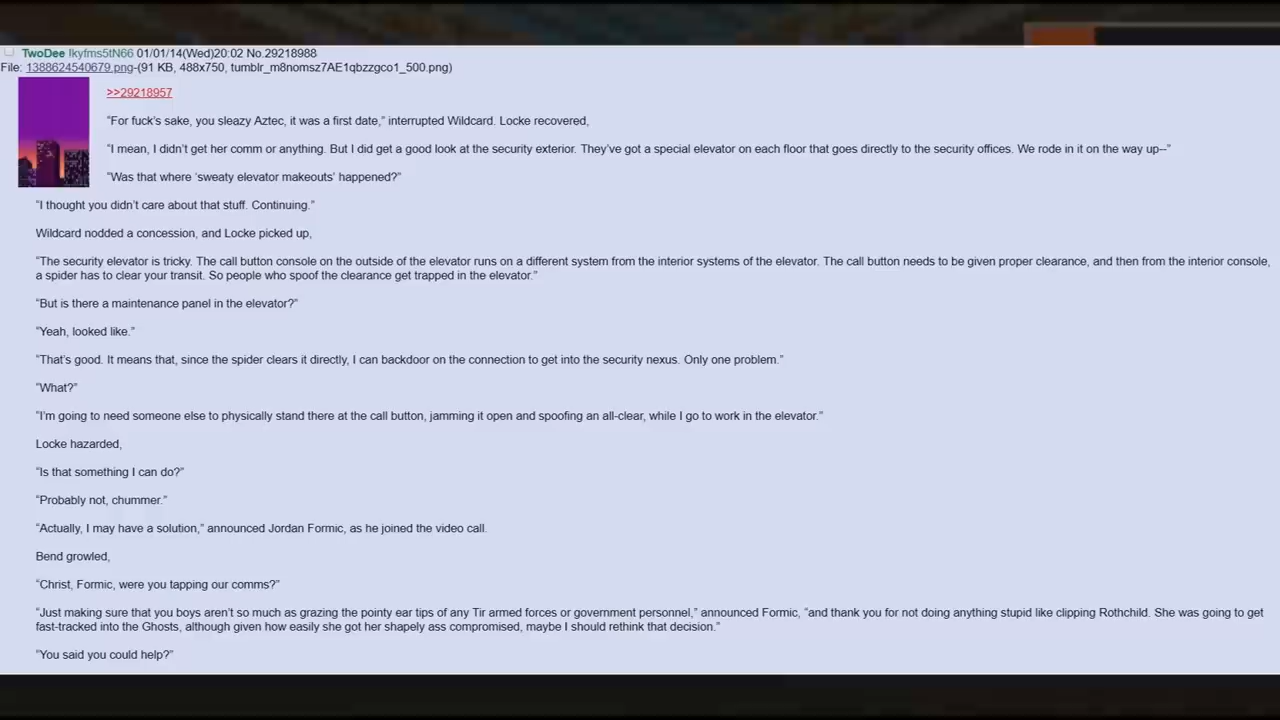 TwoDee !kyfms5tN66 01/01/14(Wed)20:02 No.29218988
File: 1388624540679.png-(91 KB, 488x750, tumblr_m8nomsz7AE1qbzzgco1_500.png)
>>29218957
“For fuck’s sake, you sleazy Aztec, it was a first date,” interrupted Wildcard. Locke recovered,
“I mean, I didn’t get her comm or anything. But I did get a good look at the security exterior. They’ve got a special elevator on each floor that goes directly to the security offices. We rode in it on the way up--”
“Was that where ‘sweaty elevator makeouts’ happened?”
“I thought you didn’t care about that stuff. Continuing.”
Wildcard nodded a concession, and Locke picked up,
“The security elevator is tricky. The call button console on the outside of the elevator runs on a different system from the interior systems of the elevator. The call button needs to be given proper clearance, and then from the interior console,
a spider has to clear your transit. So people who spoof the clearance get trapped in the elevator.”
“But is there a maintenance panel in the elevator?”
“Yeah, looked like.”
“That’s good. It means that, since the spider clears it directly, I can backdoor on the connection to get into the security nexus. Only one problem.”
“What?”
“I’m going to need someone else to physically stand there at the call button, jamming it open and spoofing an all-clear, while I go to work in the elevator.”
Locke hazarded,
“Is that something I can do?”
“Probably not, chummer.”
“Actually, I may have a solution,” announced Jordan Formic, as he joined the video call.
Bend growled,
“Christ, Formic, were you tapping our comms?”
“Just making sure that you boys aren’t so much as grazing the pointy ear tips of any Tir armed forces or government personnel,” announced Formic, “and thank you for not doing anything stupid like clipping Rothchild. She was going to get
fast-tracked into the Ghosts, although given how easily she got her shapely ass compromised, maybe I should rethink that decision.”
“You said you could help?”